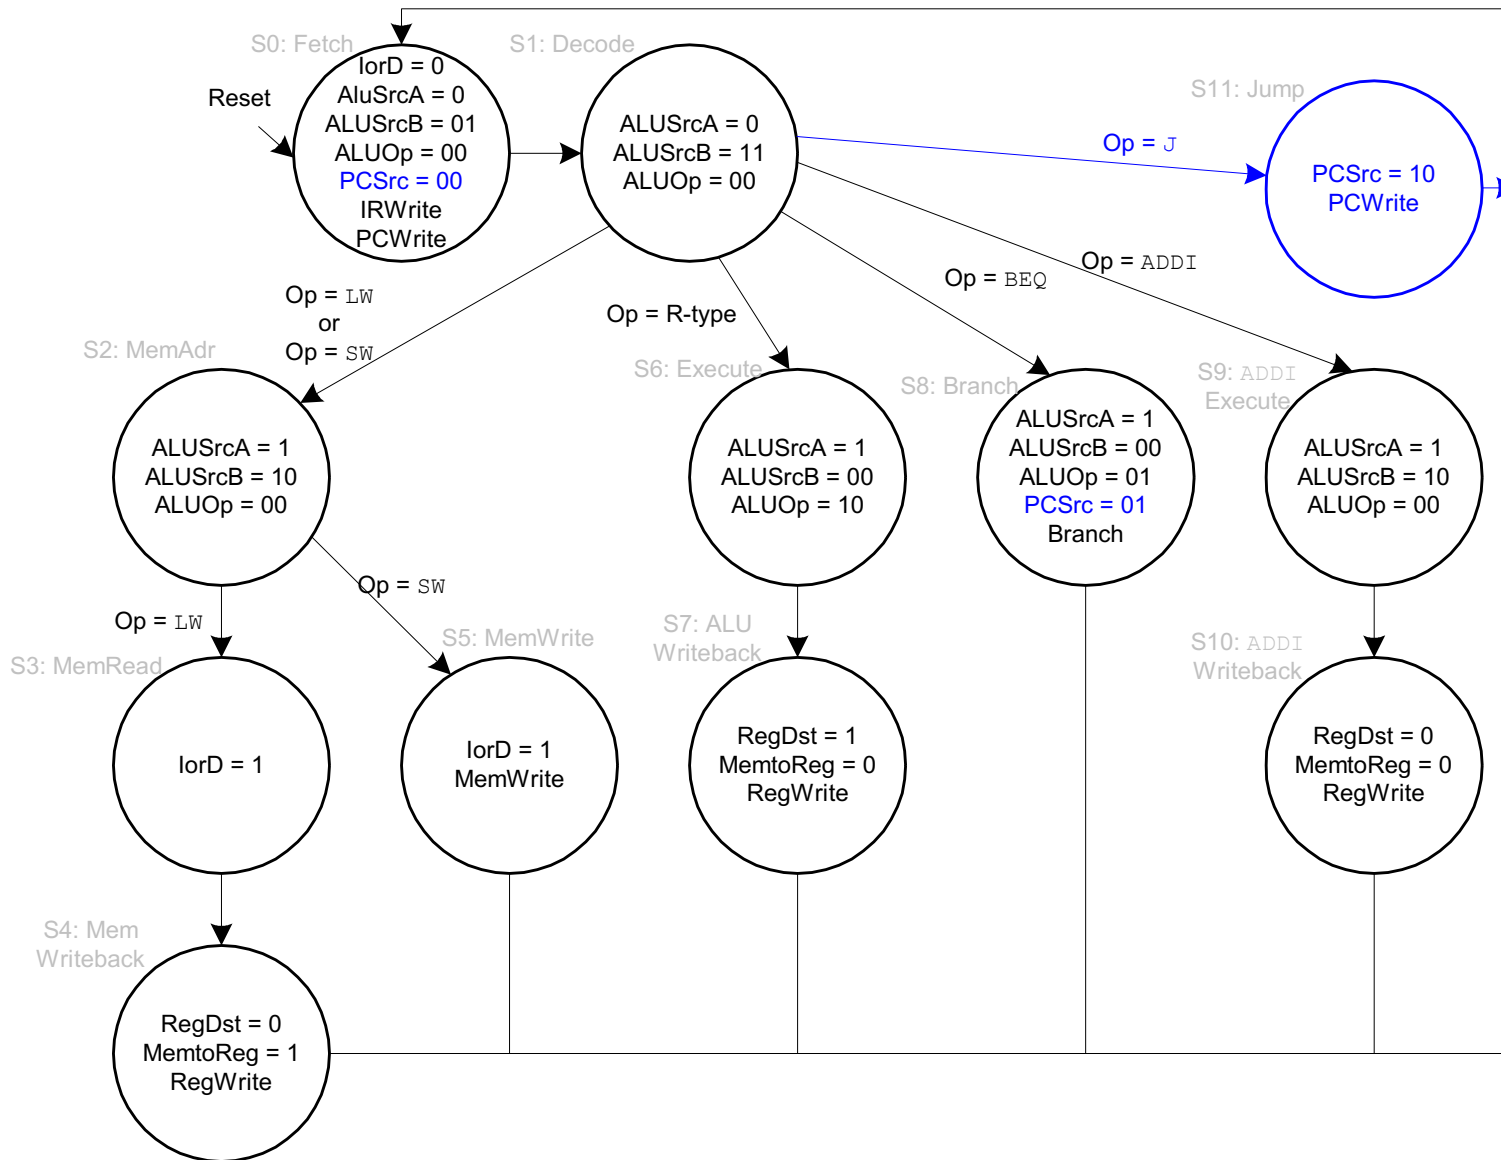 S0: Fetch
IorD = 0
AluSrcA = 0
ALUSrcB = 01
ALUOp = 00
PCSrc = 00
IRWrite
PCWrite
Reset
S1: Decode
ALUSrcA = 0
ALUSrcB = 11
ALUOp = 00
S11: Jump
Op = J
PCSrc = 10
PCWrite
Op = LW
or
Op = SW
Op = R-type
Op = BEQ
Op = ADDI
S2: MemAdr
ALUSrcA = 1
ALUSrcB = 10
ALUOp = 00
S6: Execute
ALUSrcA = 1
ALUSrcB = 00
ALUOp = 10
S8: Branch
ALUSrcA = 1
ALUSrcB = 00
ALUOp = 01
PCSrc = 01
Branch
S9: ADDI
Execute
ALUSrcA = 1
ALUSrcB = 10
ALUOp = 00
Op = LW
Op = SW
S3: MemRead
IorD = 1
S5: MemWrite
IorD = 1
MemWrite
S7: ALU
Writeback
RegDst = 1
MemtoReg = 0
RegWrite
S10: ADDI
Writeback
RegDst = 0
MemtoReg = 0
RegWrite
S4: Mem
Writeback
RegDst = 0
MemtoReg = 1
RegWrite